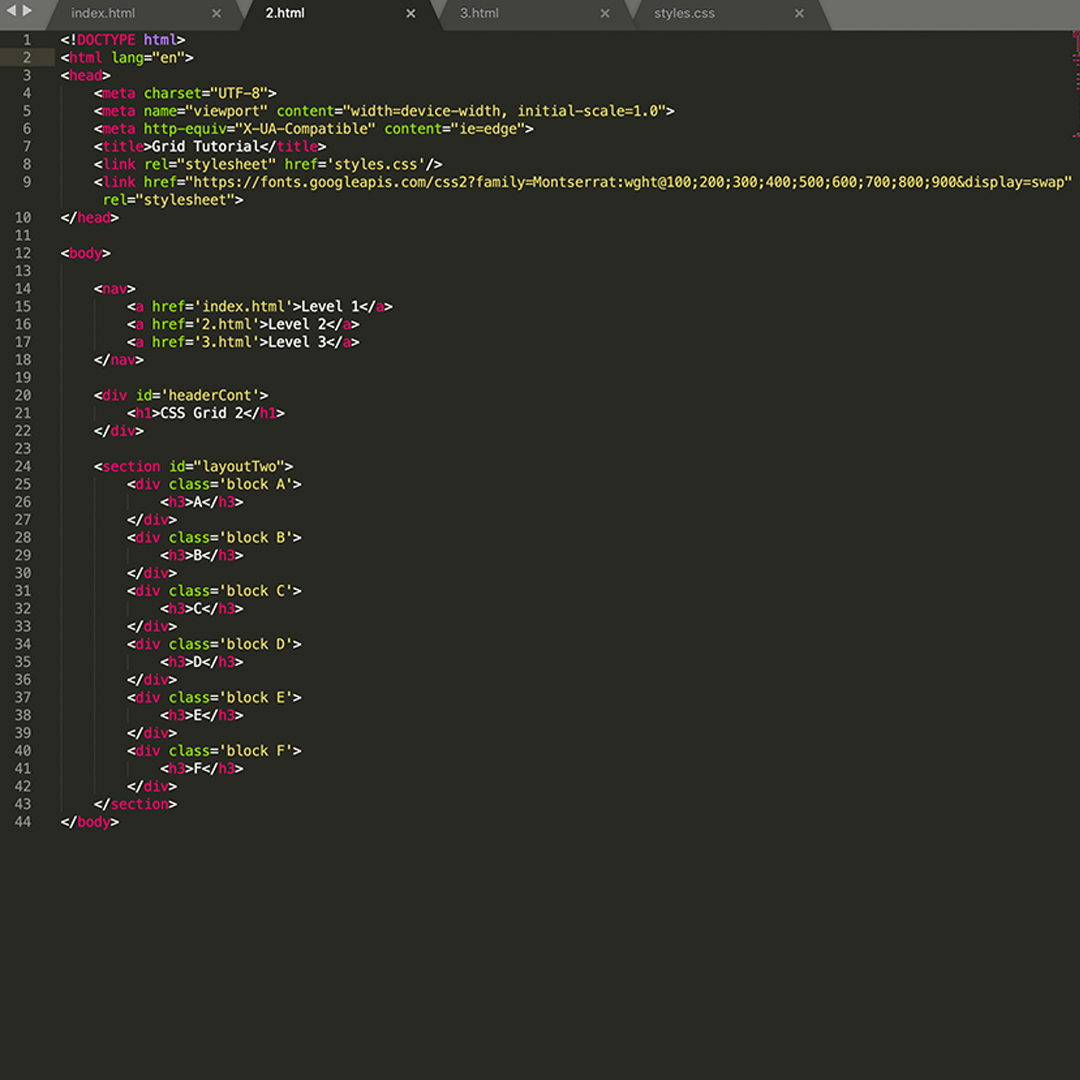 index.html × 2.html × 3.html × styles.css ×
1 <!DOCTYPE html>
2 <html lang="en">
3 <head>
4 <meta charset="UTF-8">
5 <meta name="viewport" content="width=device-width, initial-scale=1.0">
6 <meta http-equiv="X-UA-Compatible" content="ie=edge">
7 <title>Grid Tutorial</title>
8 <link rel="stylesheet" href='styles.css'/>
9 <link href="https://fonts.googleapis.com/css2?family=Montserrat:wght@100;200;300;400;500;600;700;800;900&display=swap"
rel="stylesheet">
10 </head>
11
12 <body>
13
14 <nav>
15 <a href='index.html'>Level 1</a>
16 <a href='2.html'>Level 2</a>
17 <a href='3.html'>Level 3</a>
18 </nav>
19
20 <div id='headerCont'>
21 <h1>CSS Grid 2</h1>
22 </div>
23
24 <section id="layoutTwo">
25 <div class='block A'>
26 <h3>A</h3>
27 </div>
28 <div class='block B'>
29 <h3>B</h3>
30 </div>
31 <div class='block C'>
32 <h3>C</h3>
33 </div>
34 <div class='block D'>
35 <h3>D</h3>
36 </div>
37 <div class='block E'>
38 <h3>E</h3>
39 </div>
40 <div class='block F'>
41 <h3>F</h3>
42 </div>
43 </section>
44 </body>